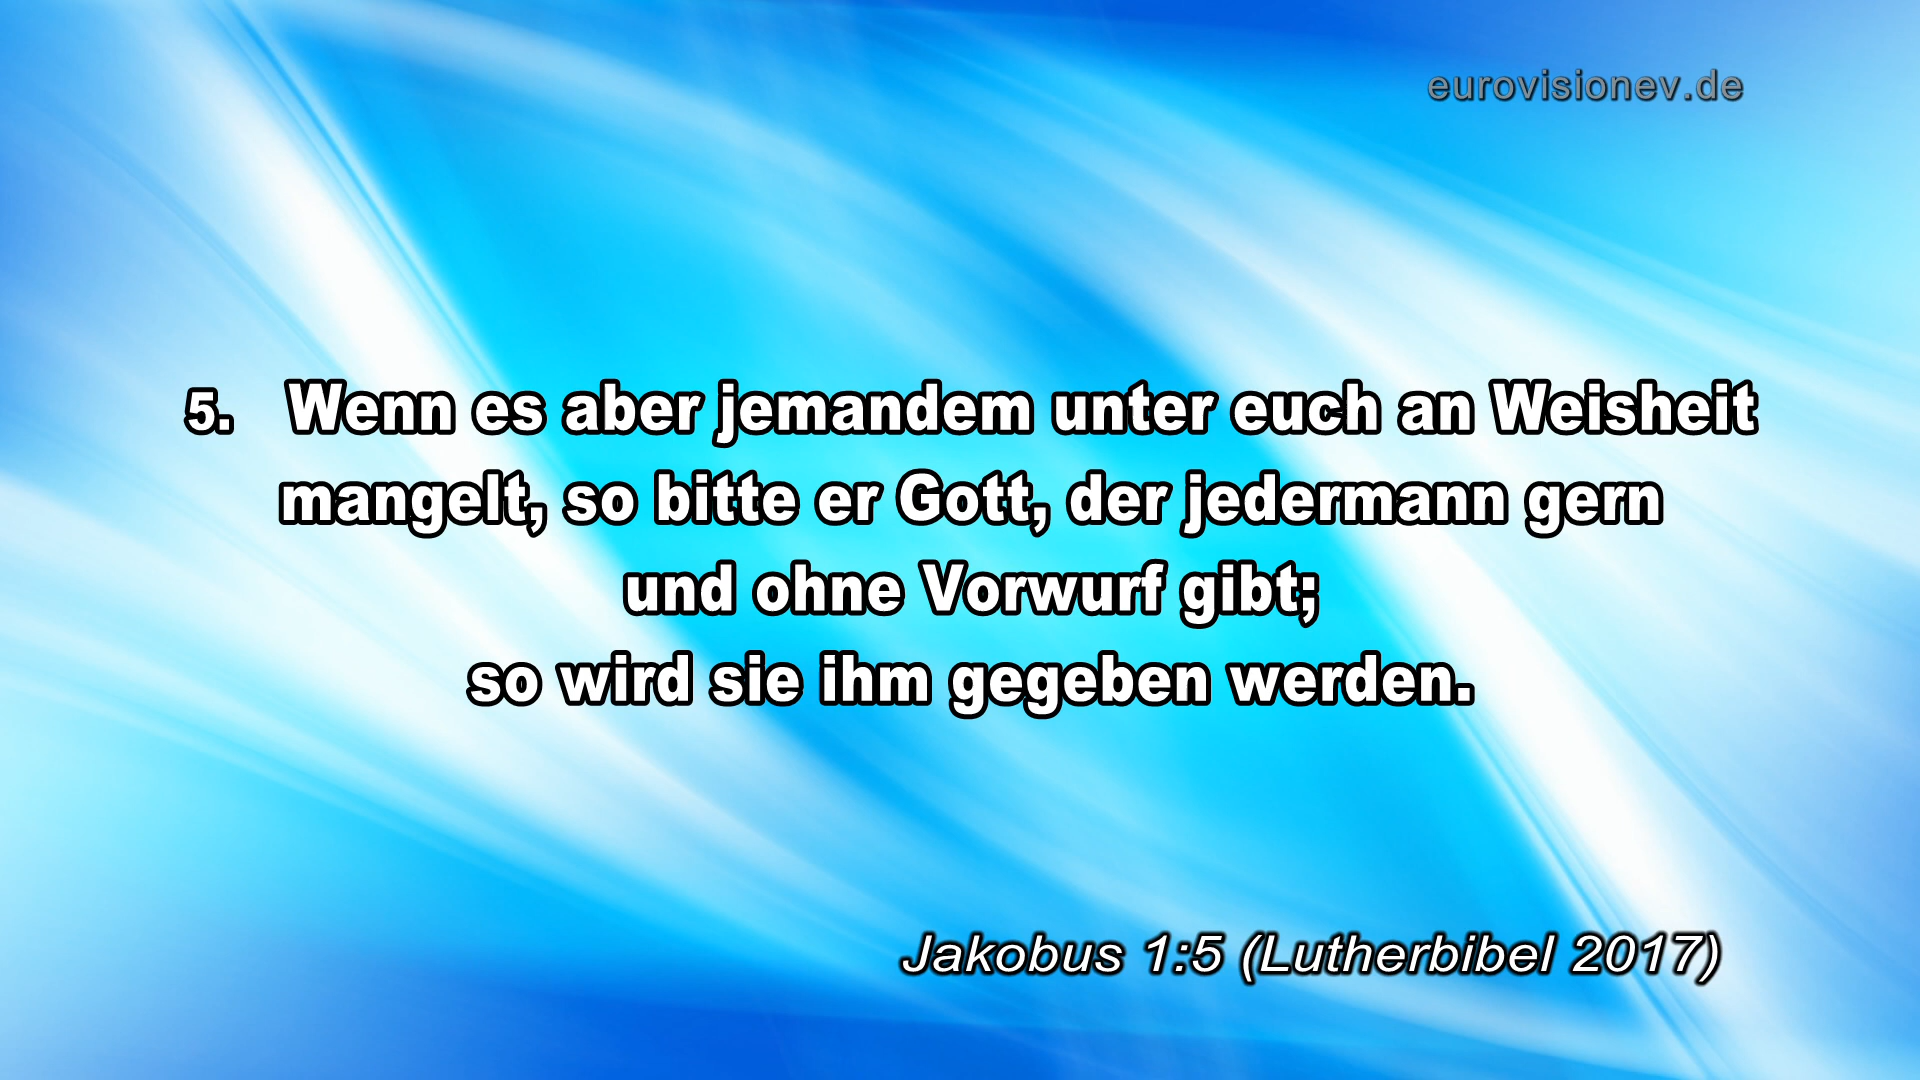 eurovisionev.de
5. Wenn es aber jemandem unter euch an Weisheit
mangelt, so bitte er Gott, der jedermann gern
und ohne Vorwurf gibt;
so wird sie ihm gegeben werden.
Jakobus 1:5 (Lutherbibel 2017)